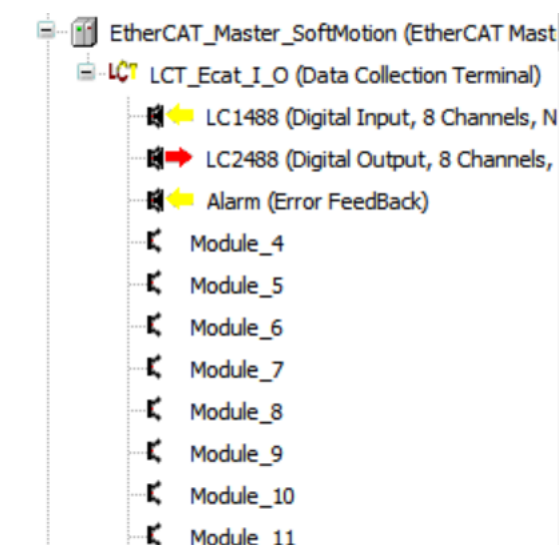 EtherCAT_Master_SoftMotion (EtherCAT Mast
LCT LCT_Ecat_I_O (Data Collection Terminal)
LC1488 (Digital Input, 8 Channels, N
LC2488 (Digital Output, 8 Channels,
Alarm (Error FeedBack)
Module_4
Module_5
Module_6
Module_7
Module_8
Module_9
Module_10
Module_11